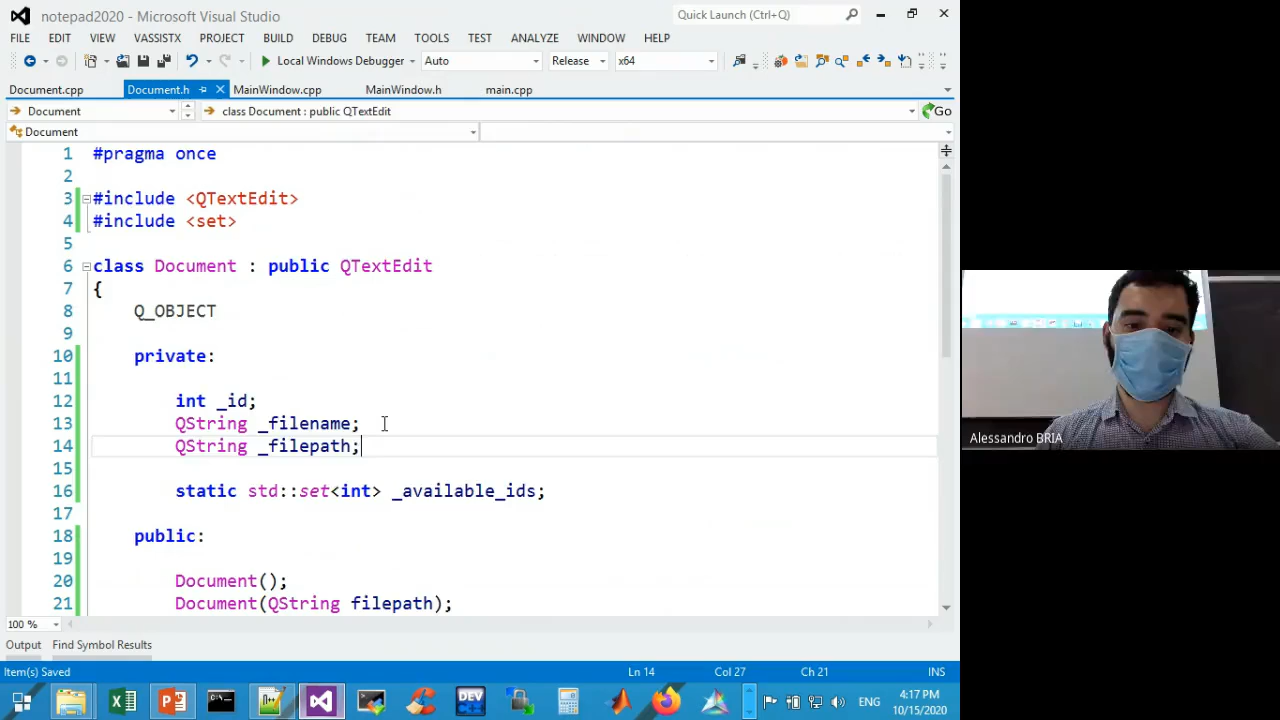 notepad2020 - Microsoft Visual Studio
Quick Launch (Ctrl+Q)
FILE EDIT VIEW VASSISTX PROJECT BUILD DEBUG TEAM TOOLS TEST ANALYZE WINDOW HELP
Local Windows Debugger Auto Release x64
Document.cpp Document.h MainWindow.cpp MainWindow.h main.cpp
Document class Document : public QTextEdit Go
Document
1 #pragma once
2
3 #include <QTextEdit>
4 #include <set>
5
6 class Document : public QTextEdit
7 {
8 Q_OBJECT
9
10 private:
11
12 int _id;
13 QString _filename;
14 QString _filepath;
15
16 static std::set<int> _available_ids;
17
18 public:
19
20 Document();
21 Document(QString filepath);
100 %
Output Find Symbol Results
Item(s) Saved Ln 14 Col 27 Ch 21 INS
DEV
ENG
4:17 PM
10/15/2020
Alessandro BRIA